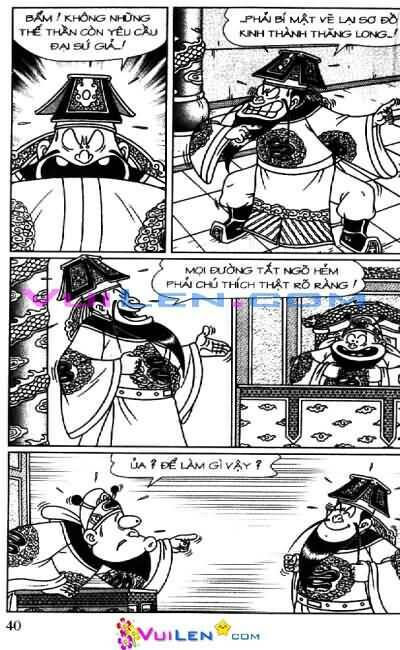 BẨM! KHÔNG NHỮNG
THẾ THẦN CÒN YÊU CẦU
ĐẠI SỨ GIẢ...!
...PHẢI BÍ MẬT VẼ LẠI SƠ ĐỒ
KINH THÀNH THĂNG LONG...!
MỌI ĐƯỜNG TẮT NGÕ HẺM
PHẢI CHÚ THÍCH THẬT RÕ RÀNG!
VUILEN.COM
ỦA? ĐỂ LÀM GÌ VẬY?
40
VUILEN.COM